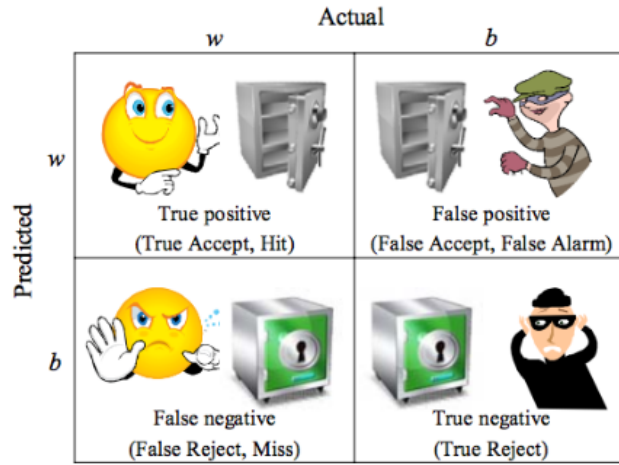 Actual
w b
Predicted
w
True positive
(True Accept, Hit)
False positive
(False Accept, False Alarm)
b
False negative
(False Reject, Miss)
True negative
(True Reject)